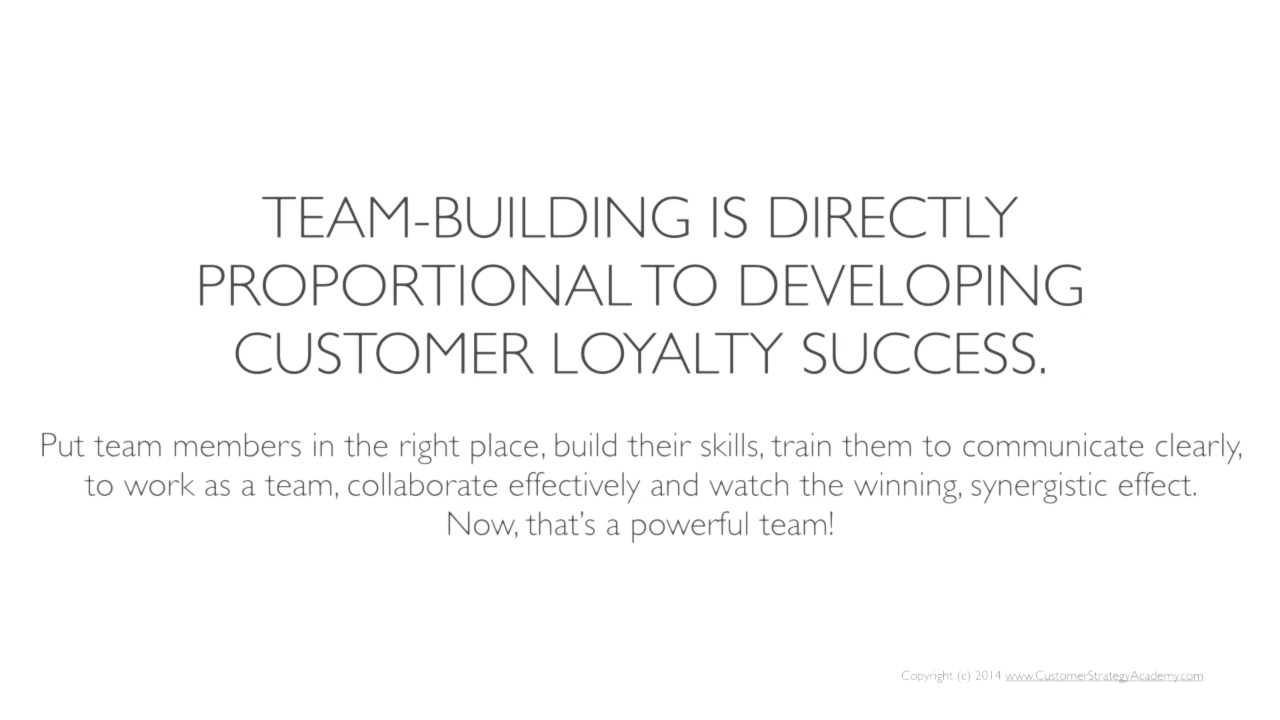 TEAM-BUILDING IS DIRECTLY
PROPORTIONAL TO DEVELOPING
CUSTOMER LOYALTY SUCCESS.
Put team members in the right place, build their skills, train them to communicate clearly,
to work as a team, collaborate effectively and watch the winning, synergistic effect.
Now, that’s a powerful team!
Copyright (c) 2014 www.CustomerStrategyAcademy.com